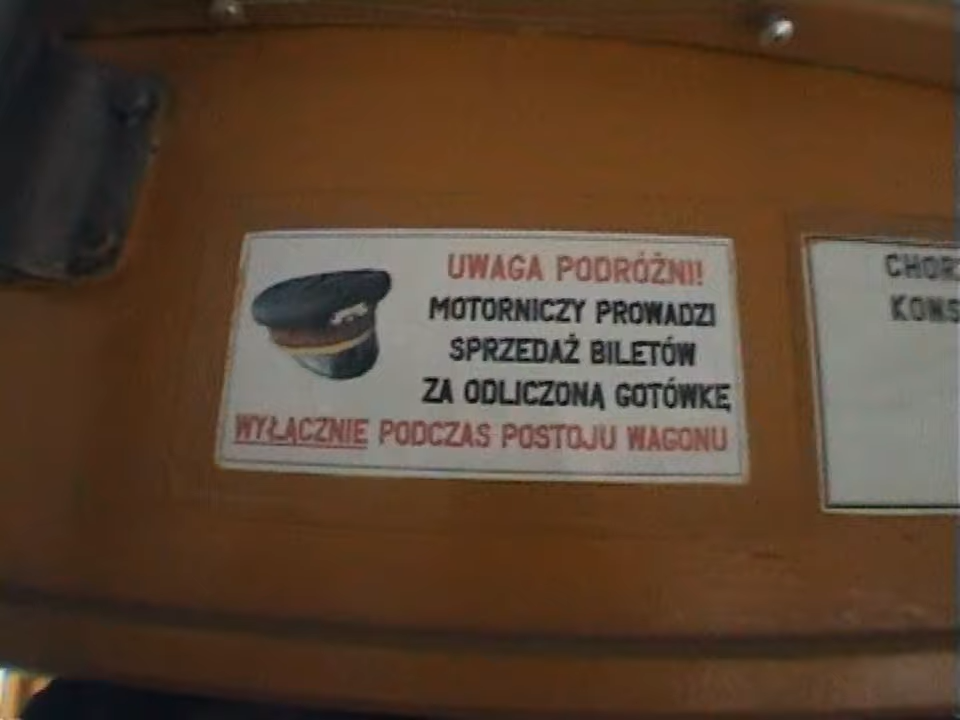 UWAGA PODRÓŻNI!
MOTORNICZY PROWADZI
SPRZEDAŻ BILETÓW
ZA ODLICZONĄ GOTÓWKĘ
WYŁĄCZNIE PODCZAS POSTOJU WAGONU